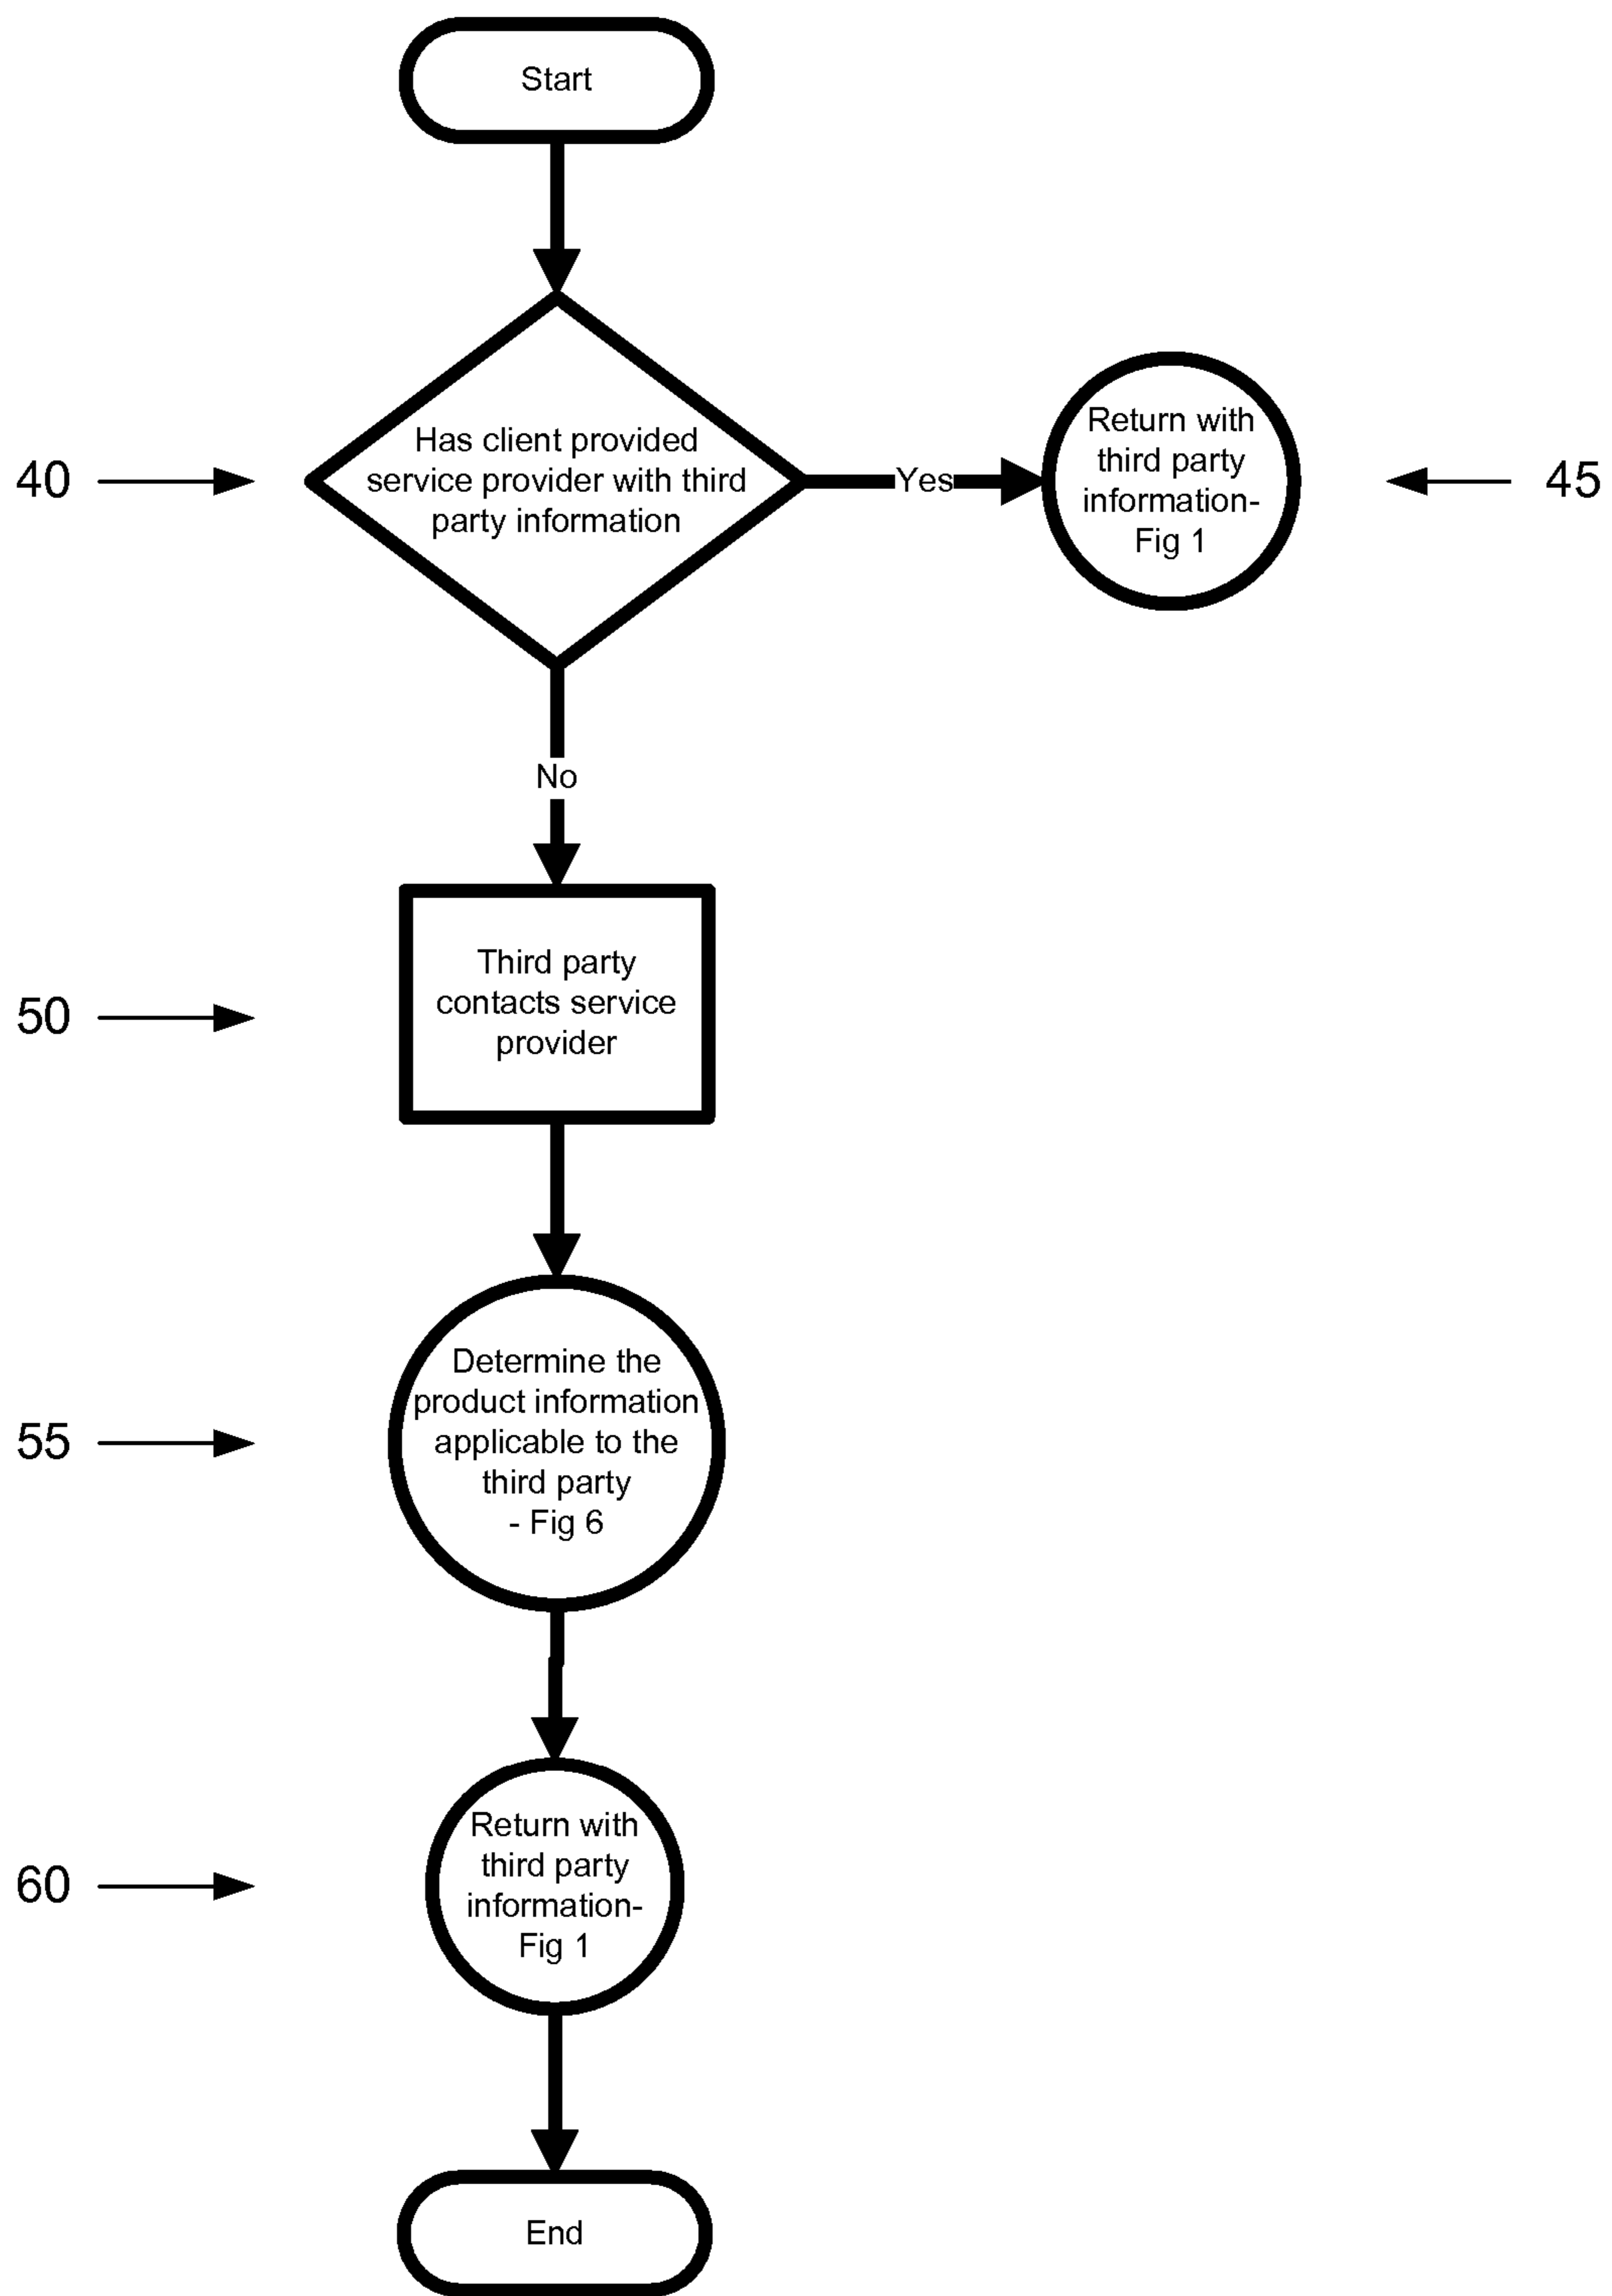 Start
Has client provided
service provider with third
party information
40
Yes
Return with
third party
information-
Fig 1
45
No
Third party
contacts service
provider
50
Determine the
product information
applicable to the
third party
- Fig 6
55
Return with
third party
information-
Fig 1
60
End